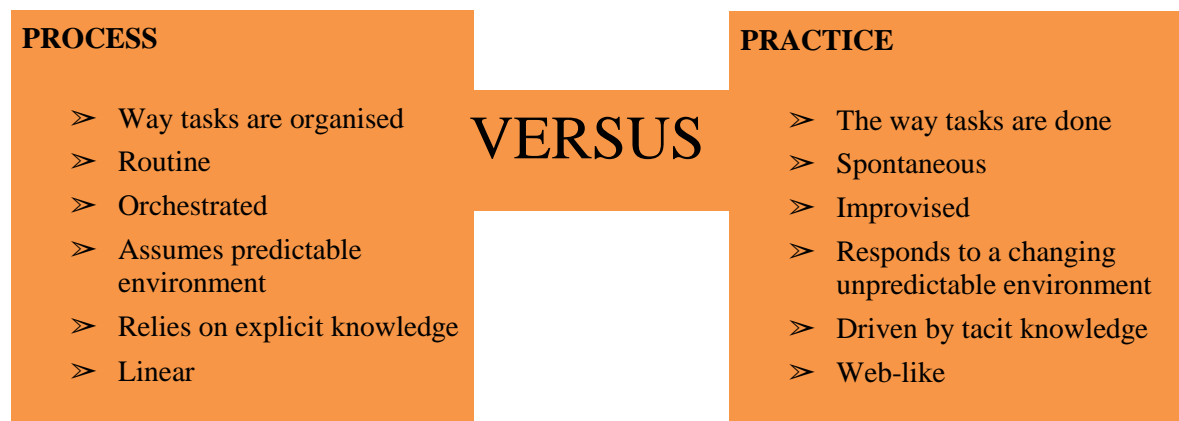 PROCESS
➢ Way tasks are organised
➢ Routine
➢ Orchestrated
➢ Assumes predictable
environment
➢ Relies on explicit knowledge
➢ Linear
VERSUS
PRACTICE
➢ The way tasks are done
➢ Spontaneous
➢ Improvised
➢ Responds to a changing
unpredictable environment
➢ Driven by tacit knowledge
➢ Web-like